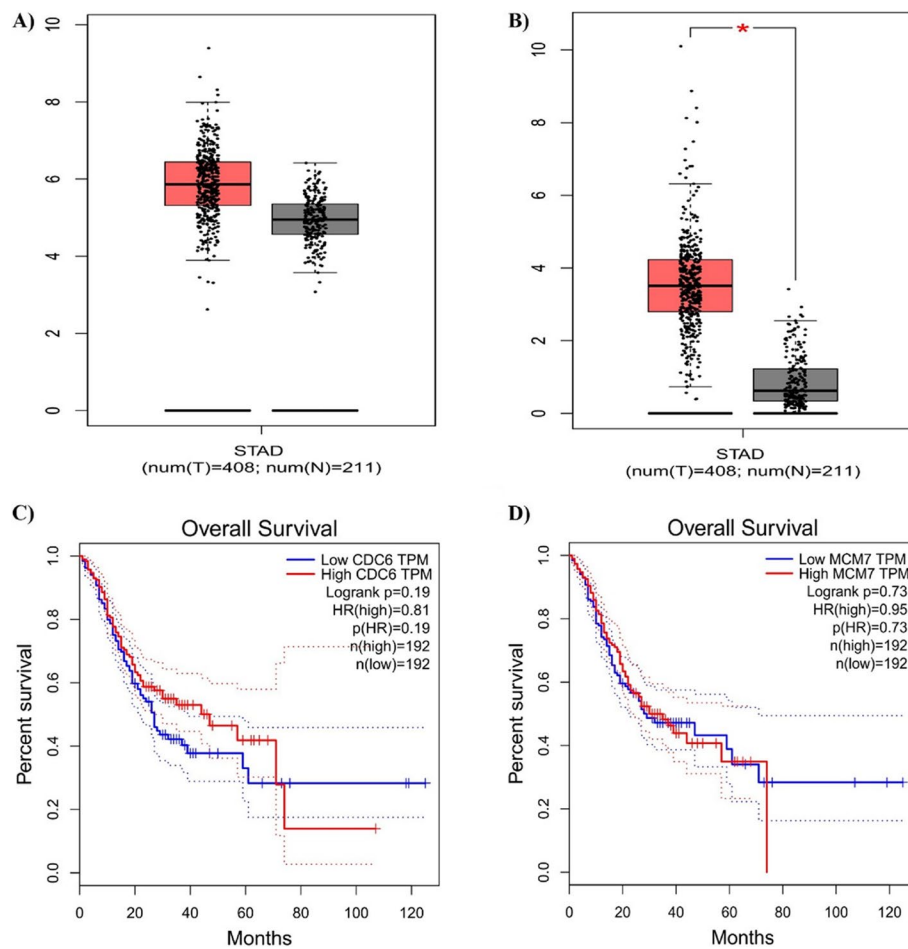 A)
10
8
6
4
2
0
STAD
(num(T)=408; num(N)=211)
B)
*
10
8
6
4
2
0
STAD
(num(T)=408; num(N)=211)
C)
Overall Survival
Low CDC6 TPM
High CDC6 TPM
Logrank p=0.19
HR(high)=0.81
p(HR)=0.19
n(high)=192
n(low)=192
Percent survival
1.0
0.8
0.6
0.4
0.2
0.0
0 20 40 60 80 100 120
Months
D)
Overall Survival
Low MCM7 TPM
High MCM7 TPM
Logrank p=0.73
HR(high)=0.95
p(HR)=0.73
n(high)=192
n(low)=192
Percent survival
1.0
0.8
0.6
0.4
0.2
0.0
0 20 40 60 80 100 120
Months